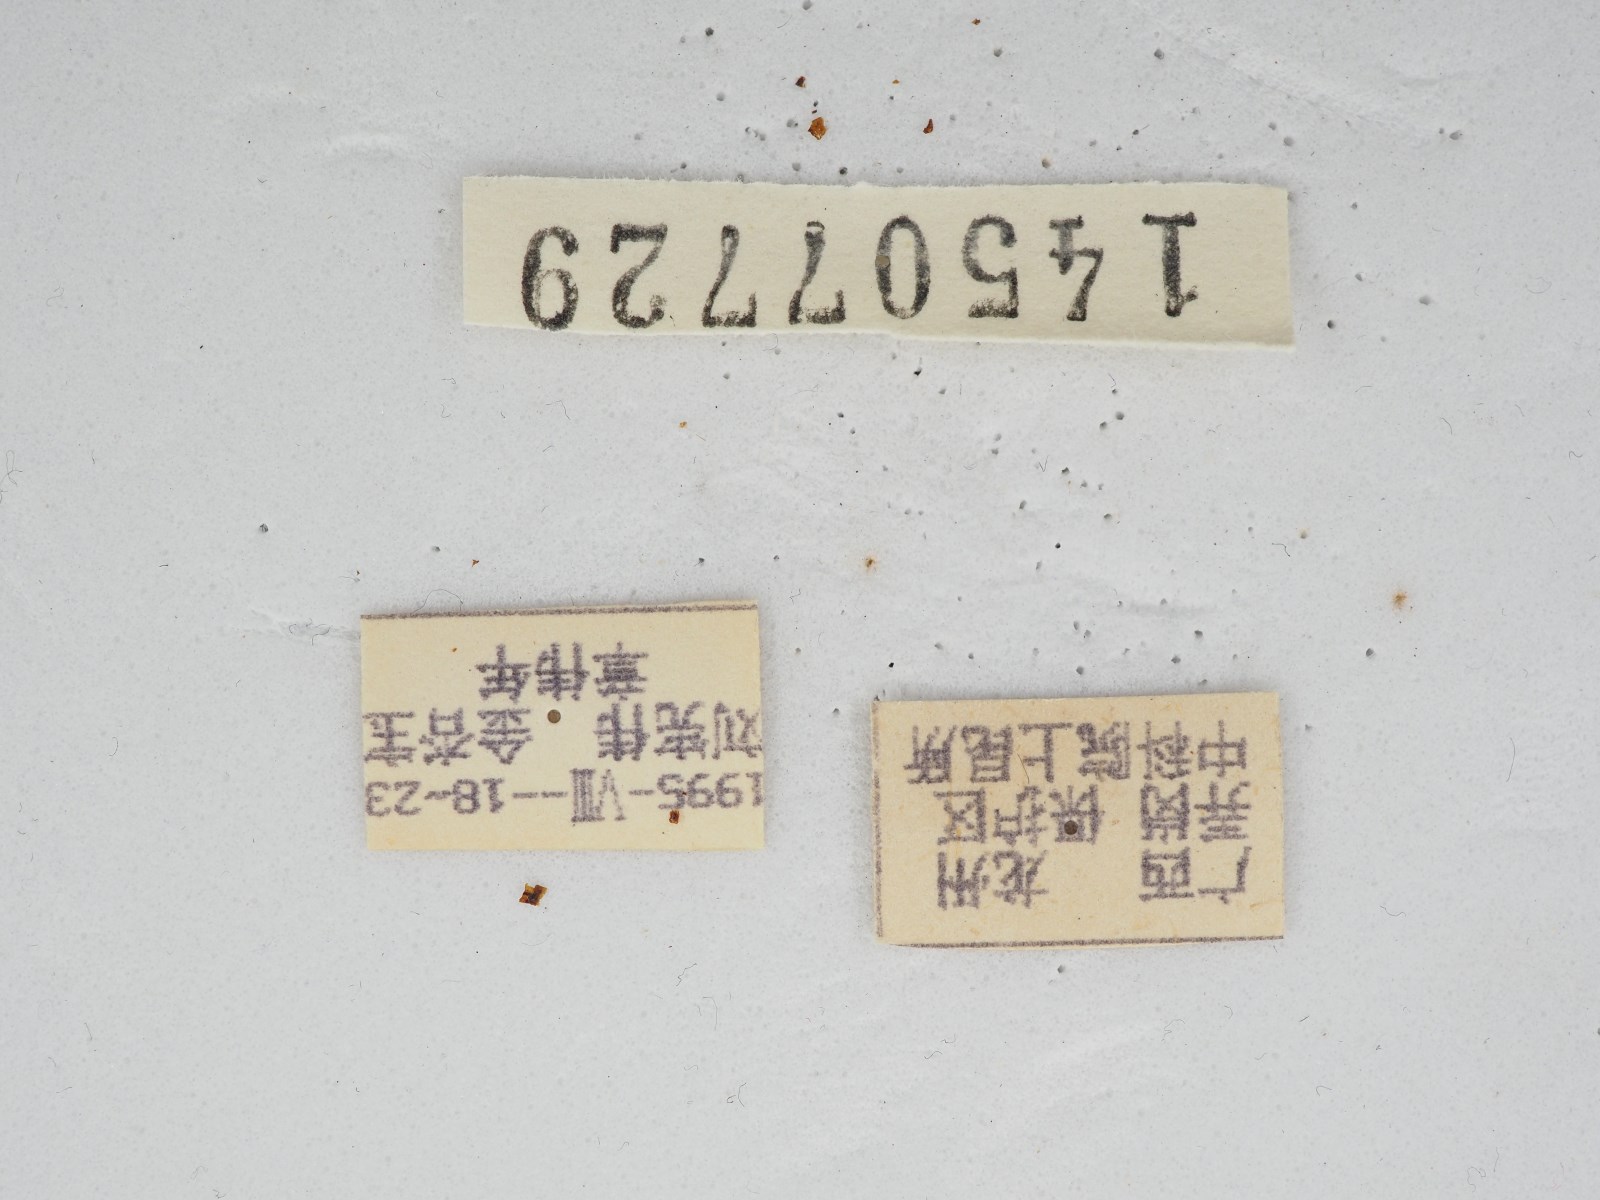 14507729
1995-Ⅷ---18~23
刘宪伟 金杏宝
章伟年
广西 龙州
弄岗 保护区
中科院上昆所